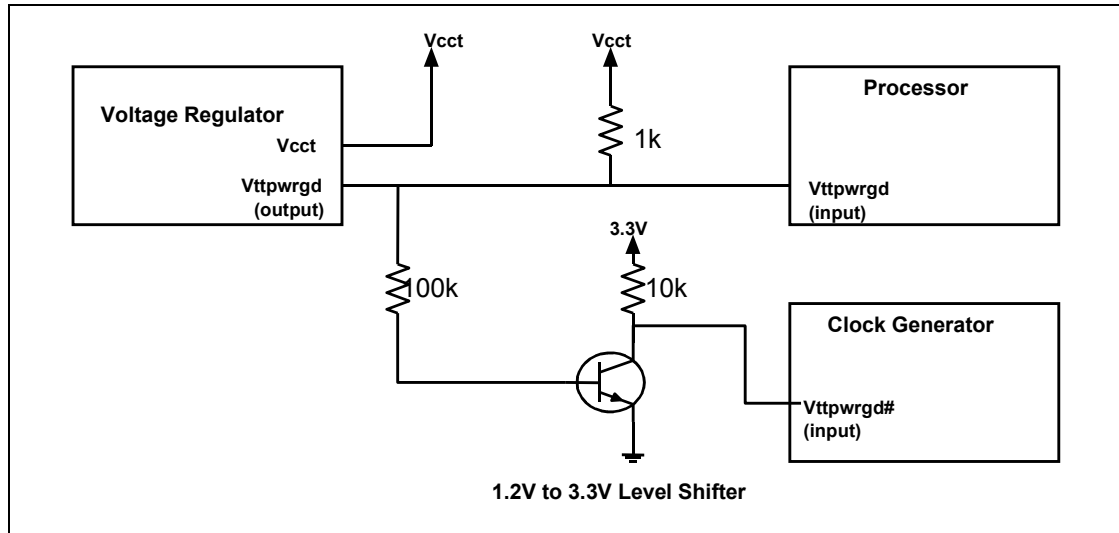 Vcct
Vcct
Voltage Regulator
Vcct
Vttpwrgd
(output)
1k
Processor
Vttpwrgd
(input)
3.3V
100k
10k
Clock Generator
Vttpwrgd#
(input)
1.2V to 3.3V Level Shifter